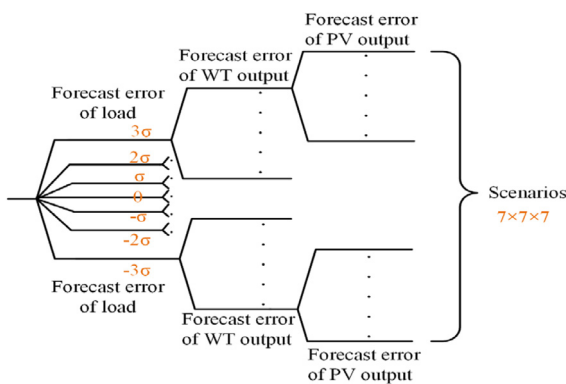 Forecast error
of PV output
Forecast error
of WT output
Forecast error
of load
3σ
2σ
σ
0
-σ
-2σ
-3σ
Scenarios
7×7×7
Forecast error
of load
Forecast error
of WT output
Forecast error
of PV output